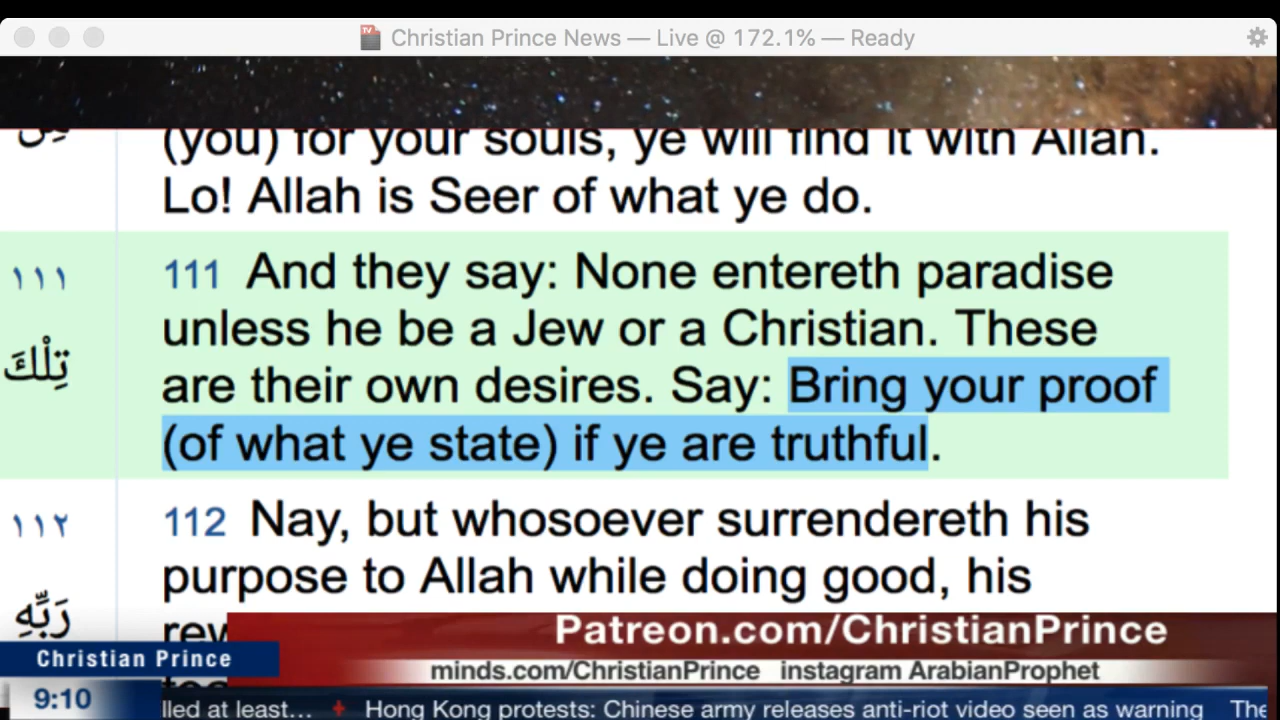 Christian Prince News — Live @ 172.1% — Ready
(you) for your souls, ye will find it with Allah.
Lo! Allah is Seer of what ye do.
١١١
111 And they say: None entereth paradise
unless he be a Jew or a Christian. These
تِلْكَ
are their own desires. Say: Bring your proof
(of what ye state) if ye are truthful.
١١٢
112 Nay, but whosoever surrendereth his
purpose to Allah while doing good, his
رَبِّهِ
rev
Patreon.com/ChristianPrince
Christian Prince
minds.com/ChristianPrince instagram ArabianProphet
9:10
lled at least... + Hong Kong protests: Chinese army releases anti-riot video seen as warning The